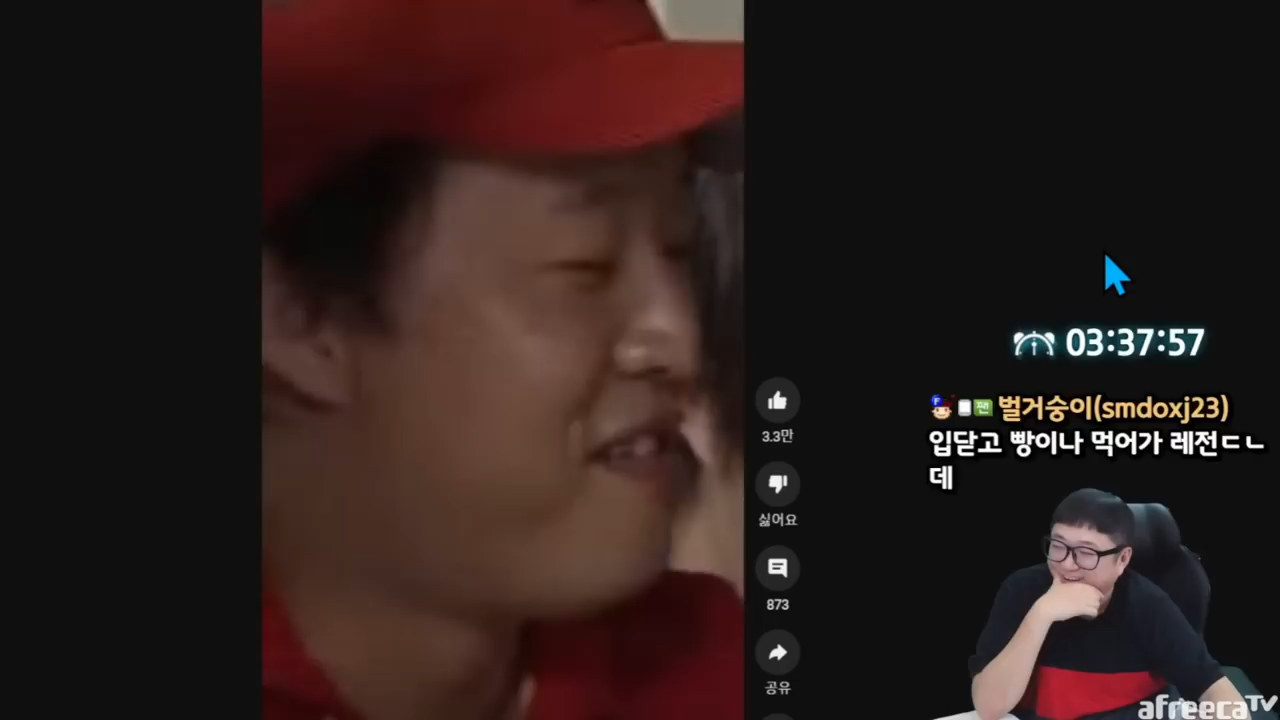 03:37:57
벌거숭이(smdoxj23)
입닫고 빵이나 먹어가 레전ㄷㄴ
데
3.3만
싫어요
873
공유
afreecaTV